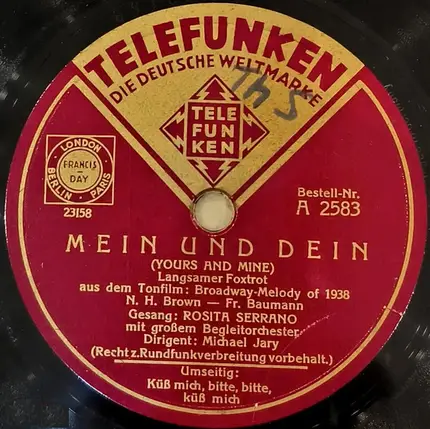 TELEFUNKEN
DIE DEUTSCHE WELTMARKE
TELE
FUN
KEN
LONDON
FRANCIS-
DAY
BERLIN PARIS
23158
Bestell-Nr.
A 2583
MEIN UND DEIN
(YOURS AND MINE)
Langsamer Foxtrot
aus dem Tonfilm: Broadway-Melody of 1938
N. H. Brown — Fr. Baumann
Gesang: ROSITA SERRANO
mit großem Begleitorchester
Dirigent: Michael Jary
(Recht z. Rundfunkverbreitung vorbehalt.)
Umseitig:
Küß mich, bitte, bitte,
küß mich